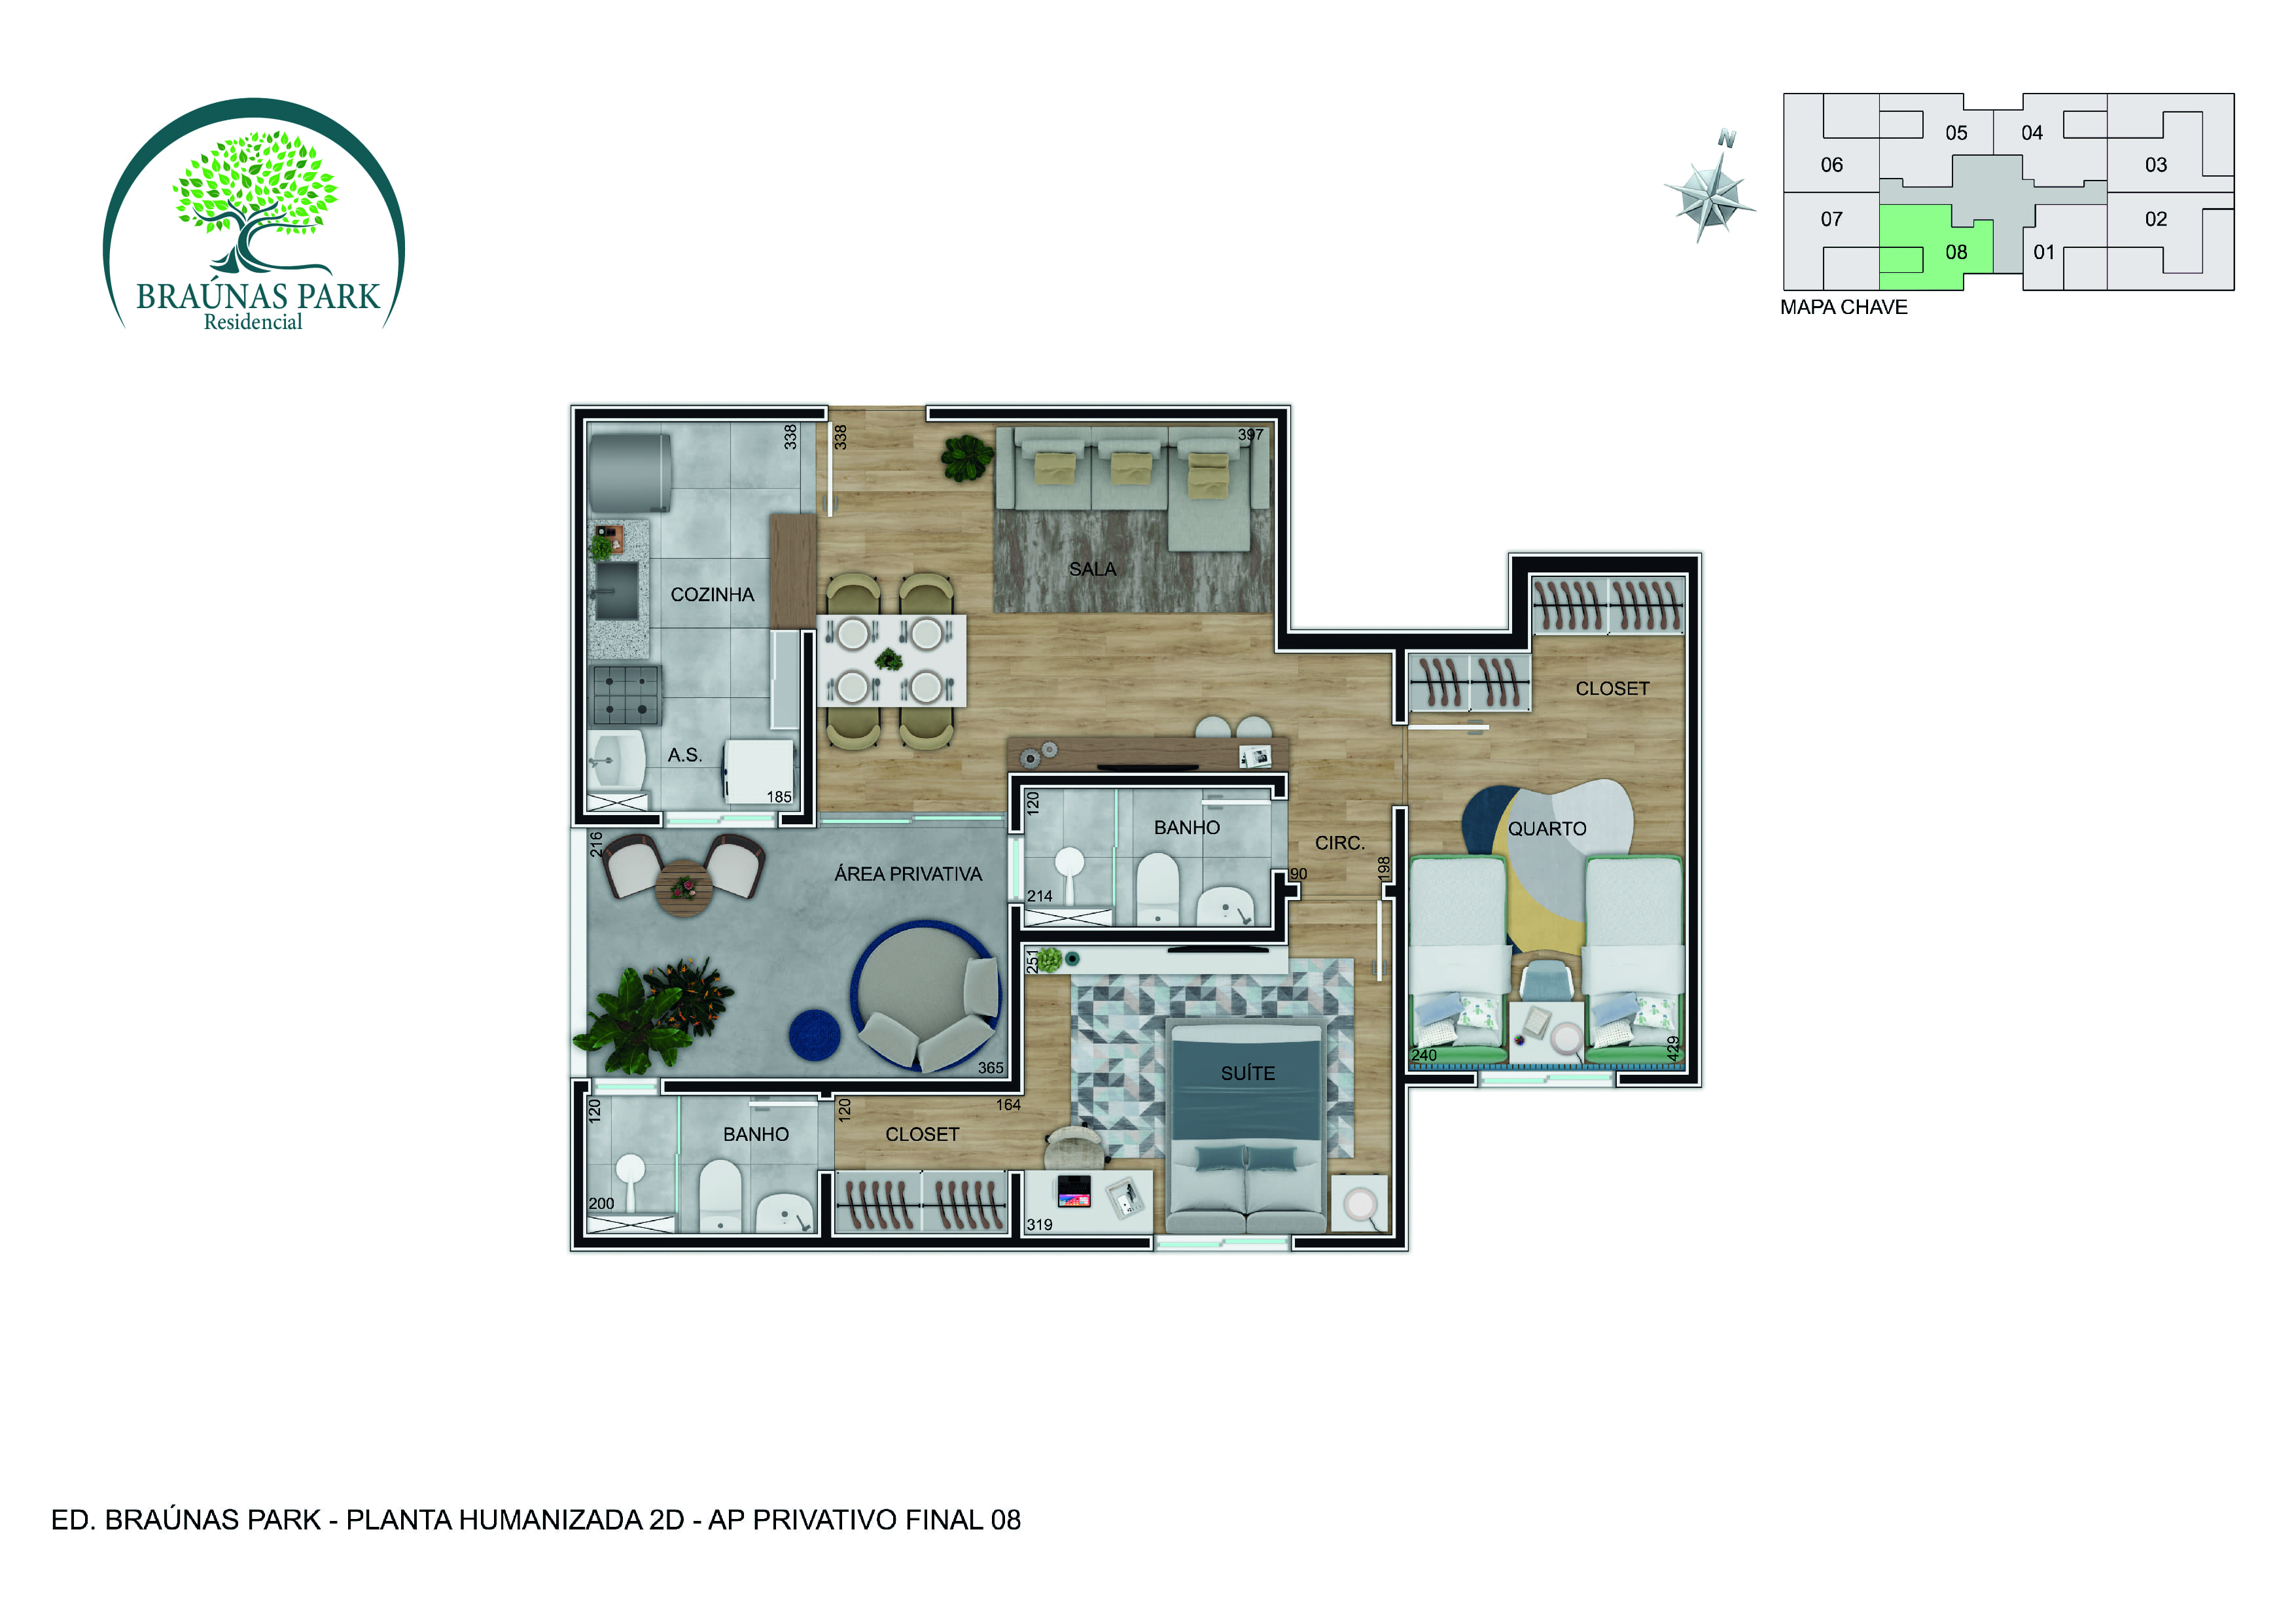 BRAÚNAS PARK
Residencial
N
05
04
06
03
07
02
08
01
MAPA CHAVE
338
338
397
SALA
COZINHA
CLOSET
A.S.
185
120
BANHO
QUARTO
216
CIRC.
ÁREA PRIVATIVA
90
198
214
251
365
240
429
SUÍTE
120
120
164
BANHO
CLOSET
200
319
ED. BRAÚNAS PARK - PLANTA HUMANIZADA 2D - AP PRIVATIVO FINAL 08